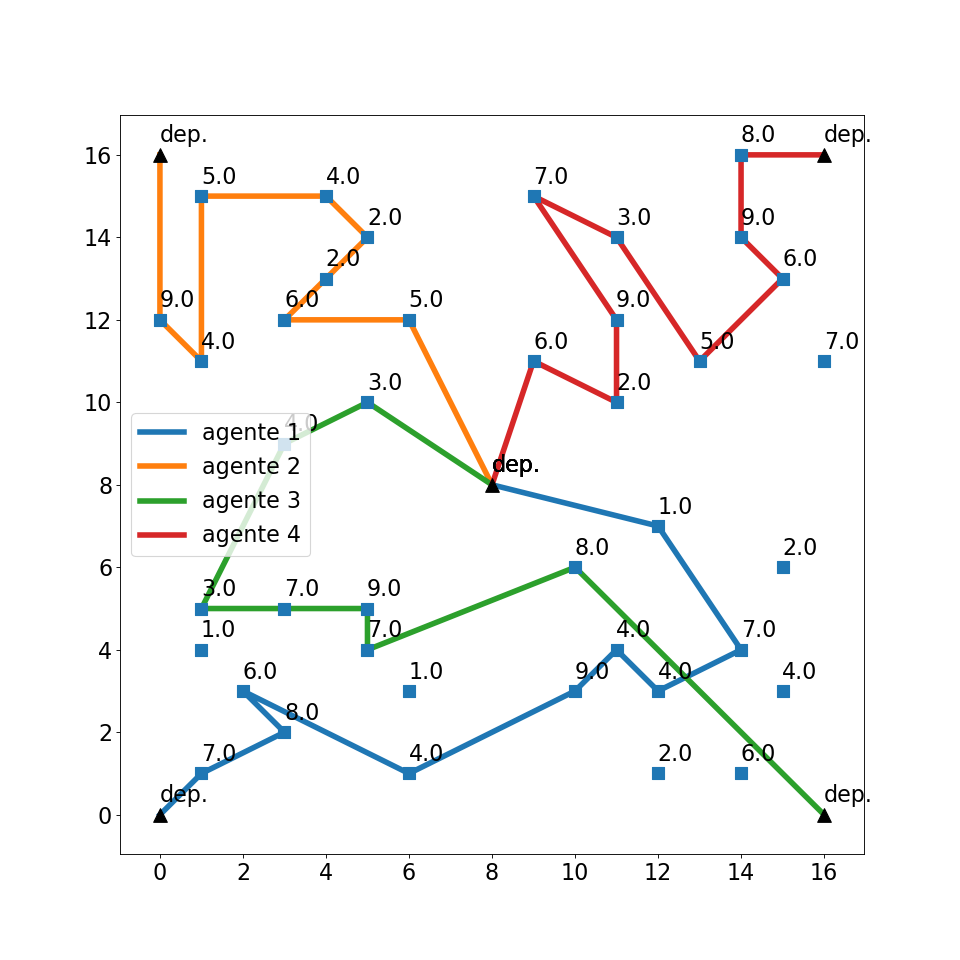 dep. 8.0 dep.
16
5.0 4.0 7.0
2.0 3.0 9.0
14
2.0 6.0
9.0 6.0 5.0 9.0
12
4.0 6.0 5.0 7.0
3.0 2.0
10
4.0
agente 1
agente 2 dep.
8
agente 3 1.0
agente 4
8.0 2.0
6
3.0 7.0 9.0
1.0 7.0 4.0 7.0
4
6.0 1.0 9.0 4.0 4.0
8.0
2
7.0 4.0 2.0 6.0
dep. dep.
0
0 2 4 6 8 10 12 14 16